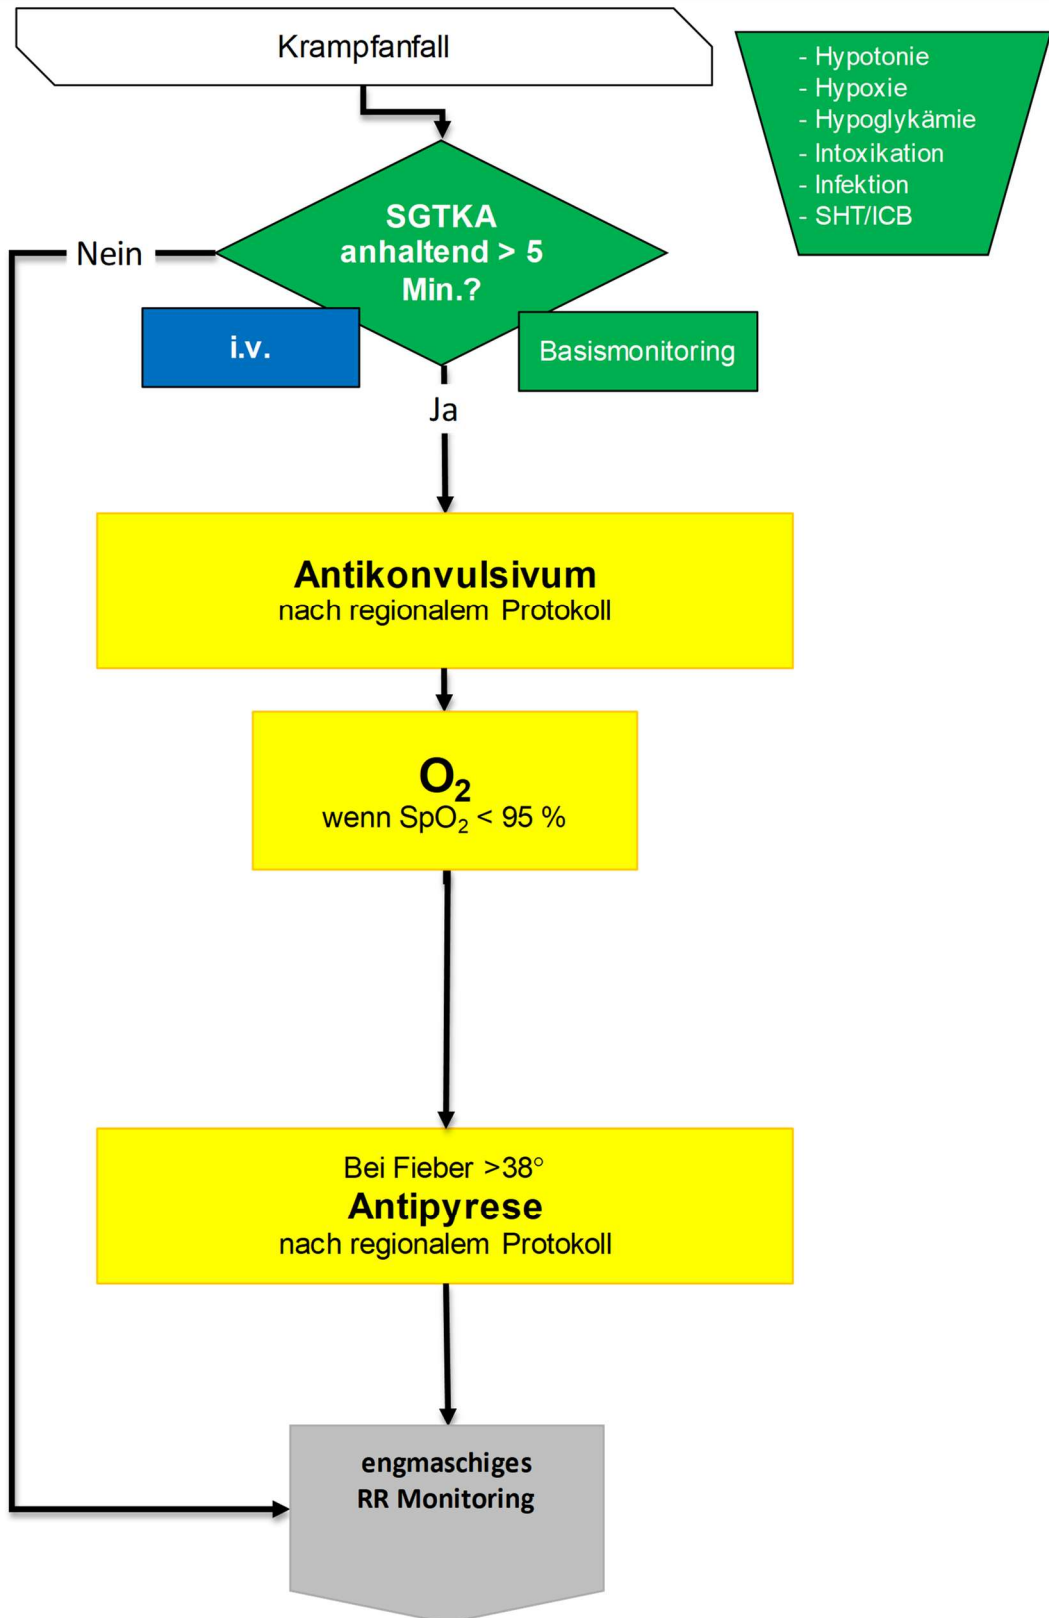 Krampfanfall
- Hypotonie
- Hypoxie
- Hypoglykämie
- Intoxikation
- Infektion
- SHT/ICB
SGTKA
anhaltend > 5
Min.?
Nein
i.v.
Basismonitoring
Ja
Antikonvulsivum
nach regionalem Protokoll
O₂
wenn SpO₂ < 95 %
Bei Fieber >38°
Antipyrese
nach regionalem Protokoll
engmaschiges
RR Monitoring